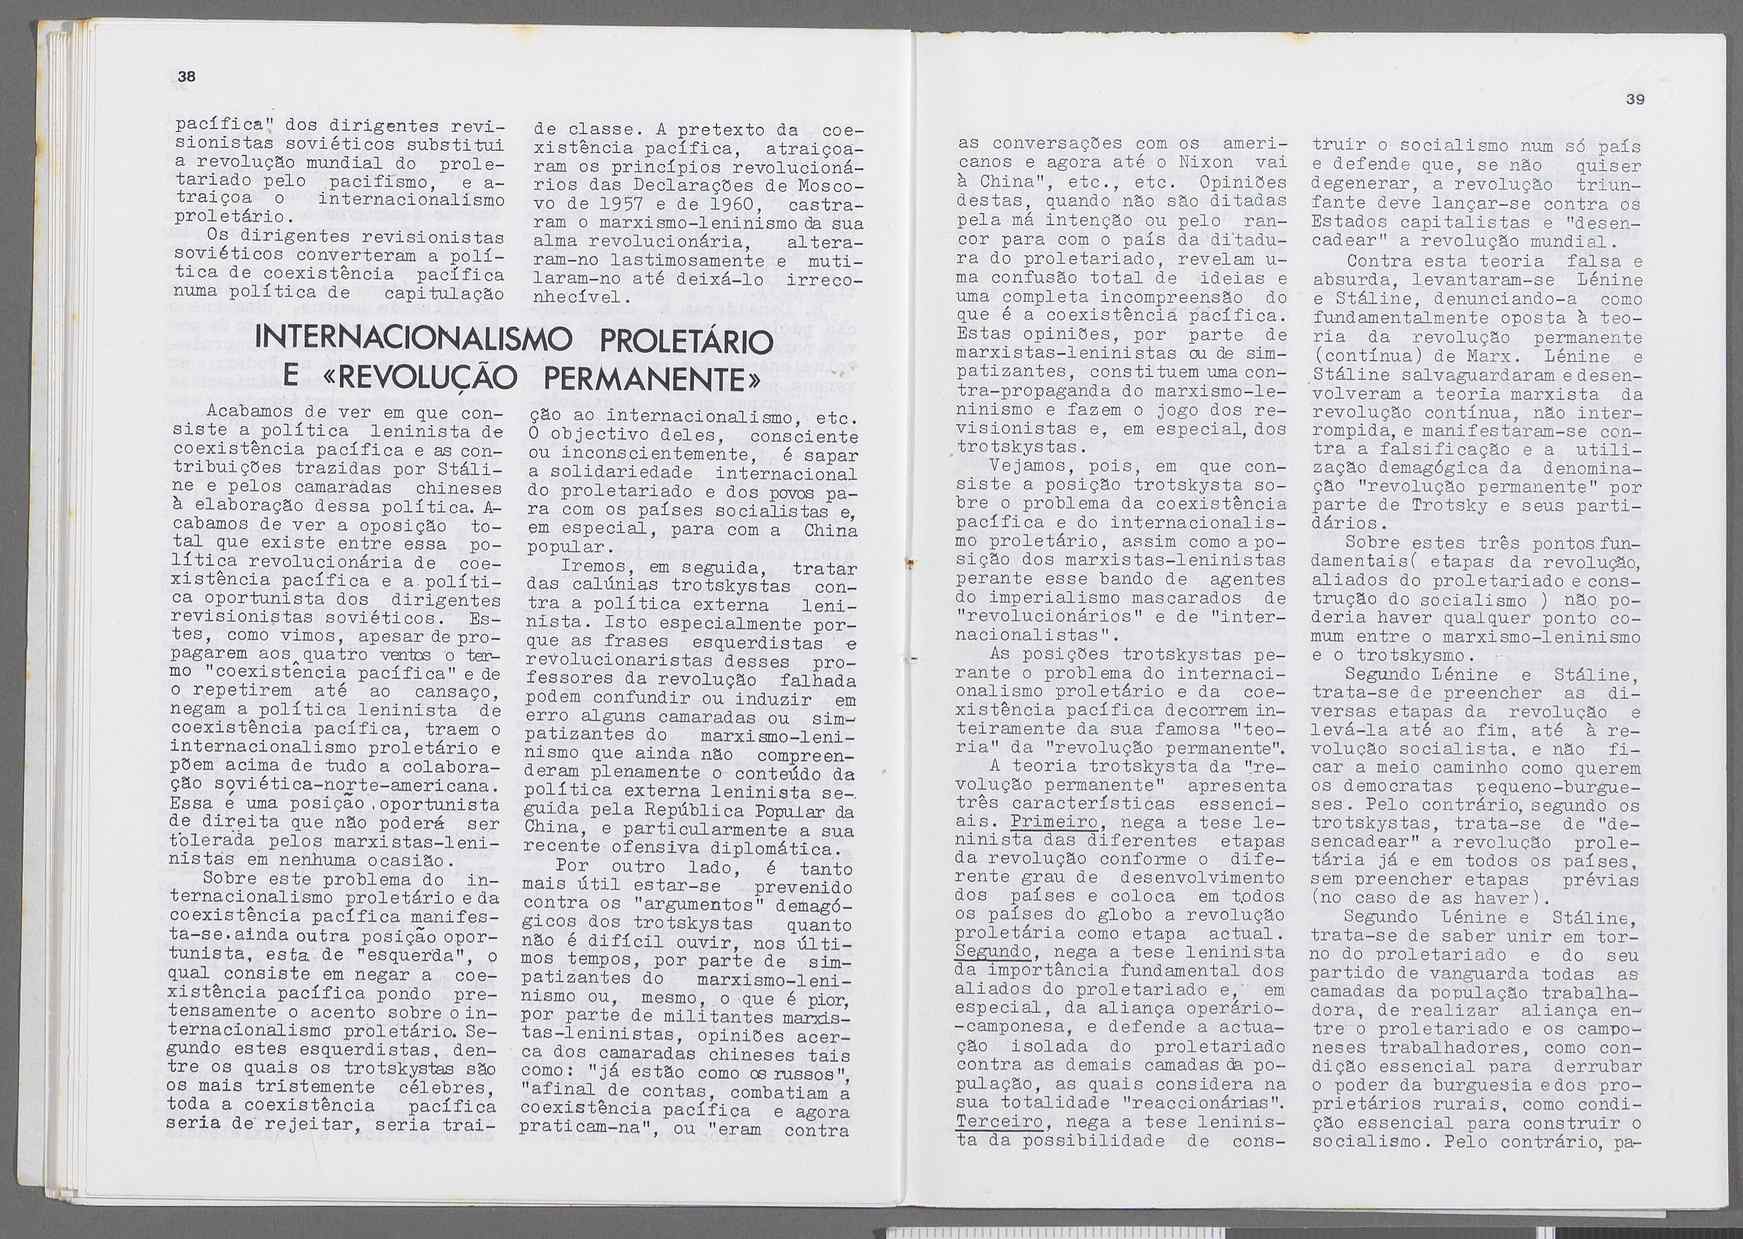 38
pacífica" dos dirigentes revi-
sionistas soviéticos substitui
a revolução mundial do prole-
tariado pelo pacifismo, e a-
traiçoa o internacionalismo
proletário.
Os dirigentes revisionistas
soviéticos converteram a polí-
tica de coexistência pacífica
numa política de capitulação
de classe. A pretexto da coe-
xistência pacífica, atraiçoa-
ram os princípios revolucioná-
rios das Declarações de Mosco-
vo de 1957 e de 1960, castra-
ram o marxismo-leninismo da sua
alma revolucionária, altera-
ram-no lastimosamente e muti-
laram-no até deixá-lo irreco-
nhecível.
INTERNACIONALISMO PROLETÁRIO
E «REVOLUÇÃO PERMANENTE»
Acabamos de ver em que con-
siste a política leninista de
coexistência pacífica e as con-
tribuições trazidas por Stáli-
ne e pelos camaradas chineses
à elaboração dessa política. A-
cabamos de ver a oposição to-
tal que existe entre essa po-
lítica revolucionária de coe-
xistência pacífica e a políti-
ca oportunista dos dirigentes
revisionistas soviéticos. Es-
tes, como vimos, apesar de pro-
pagarem aos quatro ventos o ter-
mo "coexistência pacífica" e de
o repetirem até ao cansaço,
negam a política leninista de
coexistência pacífica, traem o
internacionalismo proletário e
põem acima de tudo a colabora-
ção soviética-norte-americana.
Essa é uma posição oportunista
de direita que não poderá ser
tolerada pelos marxistas-leni-
nistas em nenhuma ocasião.
Sobre este problema do in-
ternacionalismo proletário e da
coexistência pacífica manifes-
ta-se ainda outra posição opor-
tunista, esta de "esquerda", o
qual consiste em negar a coe-
xistência pacífica pondo pre-
tensamente o acento sobre o in-
ternacionalismo proletário. Se-
gundo estes esquerdistas, den-
tre os quais os trotskystas são
os mais tristemente célebres,
toda a coexistência pacífica
seria de rejeitar, seria trai-
ção ao internacionalismo, etc.
O objectivo deles, consciente
ou inconscientemente, é sapar
a solidariedade internacional
do proletariado e dos povos pa-
ra com os países socialistas e,
em especial, para com a China
popular.
Iremos, em seguida, tratar
das calúnias trotskystas con-
tra a política externa leni-
nista. Isto especialmente por-
que as frases esquerdistas e
revolucionaristas desses pro-
fessores da revolução falhada
podem confundir ou induzir em
erro alguns camaradas ou sim-
patizantes do marxismo-leni-
nismo que ainda não compreen-
deram plenamente o conteúdo da
política externa leninista se-
guida pela República Popular da
China, e particularmente a sua
recente ofensiva diplomática.
Por outro lado, é tanto
mais útil estar-se prevenido
contra os "argumentos" demagó-
gicos dos trotskystas quanto
não é difícil ouvir, nos últi-
mos tempos, por parte de sim-
patizantes do marxismo-leni-
nismo ou, mesmo, o que é pior,
por parte de militantes marxis-
tas-leninistas, opiniões acer-
ca dos camaradas chineses tais
como: "já estão como os russos",
"afinal de contas, combatiam a
coexistência pacífica e agora
praticam-na", ou "eram contra
39
as conversações com os ameri-
canos e agora até o Nixon vai
à China", etc., etc. Opiniões
destas, quando não são ditadas
pela má intenção ou pelo ran-
cor para com o país da ditadu-
ra do proletariado, revelam u-
ma confusão total de ideias e
uma completa incompreensão do
que é a coexistência pacífica.
Estas opiniões, por parte de
marxistas-leninistas ou de sim-
patizantes, constituem uma con-
tra-propaganda do marxismo-le-
ninismo e fazem o jogo dos re-
visionistas e, em especial, dos
trotskystas.
Vejamos, pois, em que con-
siste a posição trotskysta so-
bre o problema da coexistência
pacífica e do internacionalis-
mo proletário, assim como a po-
sição dos marxistas-leninistas
perante esse bando de agentes
do imperialismo mascarados de
"revolucionários" e de "inter-
nacionalistas".
As posições trotskystas pe-
rante o problema do internaci-
onalismo proletário e da coe-
xistência pacífica decorrem in-
teiramente da sua famosa "teo-
ria" da "revolução permanente".
A teoria trotskysta da "re-
volução permanente" apresenta
três características essenci-
ais. Primeiro, nega a tese le-
ninista das diferentes etapas
da revolução conforme o dife-
rente grau de desenvolvimento
dos países e coloca em todos
os países do globo a revolução
proletária como etapa actual.
Segundo, nega a tese leninista
da importância fundamental dos
aliados do proletariado e, em
especial, da aliança operário-
-camponesa, e defende a actua-
ção isolada do proletariado
contra as demais camadas da po-
pulação, as quais considera na
sua totalidade "reaccionárias".
Terceiro, nega a tese leninis-
ta da possibilidade de cons-
truir o socialismo num só país
e defende que, se não quiser
degenerar, a revolução triun-
fante deve lançar-se contra os
Estados capitalistas e "desen-
cadear" a revolução mundial.
Contra esta teoria falsa e
absurda, levantaram-se Lénine
e Stáline, denunciando-a como
fundamentalmente oposta à teo-
ria da revolução permanente
(contínua) de Marx. Lénine e
Stáline salvaguardaram e desen-
volveram a teoria marxista da
revolução contínua, não inter-
rompida, e manifestaram-se con-
tra a falsificação e a utili-
zação demagógica da denomina-
ção "revolução permanente" por
parte de Trotsky e seus parti-
dários.
Sobre estes três pontos fun-
damentais( etapas da revolução,
aliados do proletariado e cons-
trução do socialismo ) não po-
deria haver qualquer ponto co-
mum entre o marxismo-leninismo
e o trotskysmo.
Segundo Lénine e Stáline,
trata-se de preencher as di-
versas etapas da revolução e
levá-la até ao fim, até à re-
volução socialista, e não fi-
car a meio caminho como querem
os democratas pequeno-burgue-
ses. Pelo contrário, segundo os
trotskystas, trata-se de "de-
sencadear" a revolução prole-
tária já e em todos os países,
sem preencher etapas prévias
(no caso de as haver).
Segundo Lénine e Stáline,
trata-se de saber unir em tor-
no do proletariado e do seu
partido de vanguarda todas as
camadas da população trabalha-
dora, de realizar aliança en-
tre o proletariado e os campo-
neses trabalhadores, como con-
dição essencial para derrubar
o poder da burguesia e dos pro-
prietários rurais, como condi-
ção essencial para construir o
socialismo. Pelo contrário, pa-